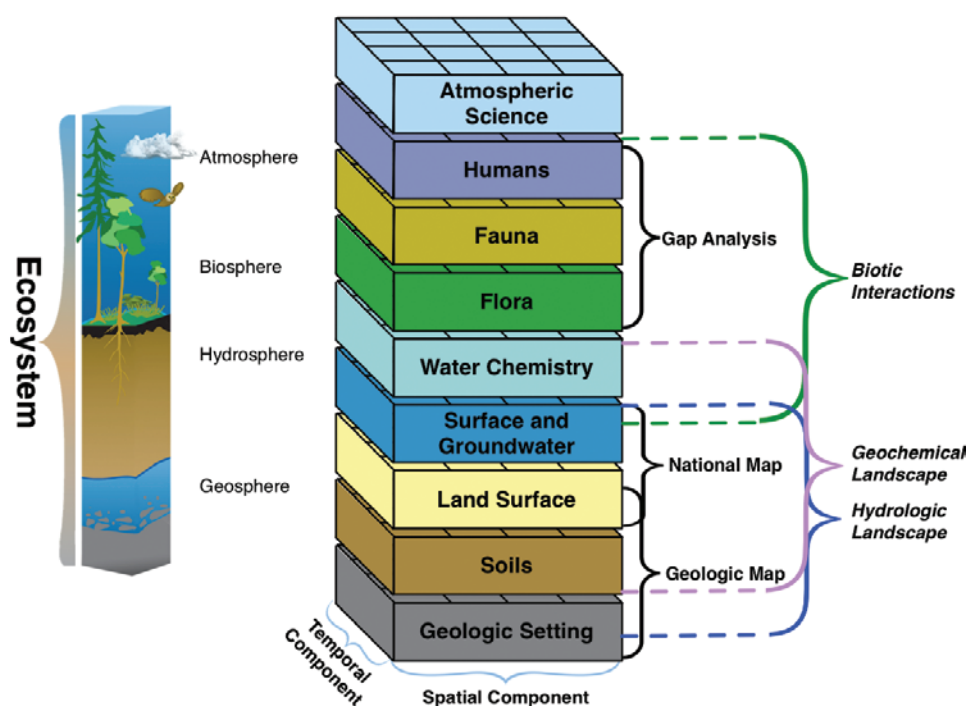 Ecosystem
Atmosphere
Biosphere
Hydrosphere
Geosphere
Atmospheric
Science
Humans
Fauna
Flora
Water Chemistry
Surface and
Groundwater
Land Surface
Soils
Geologic Setting
Temporal
Component
Spatial Component
Gap Analysis
National Map
Geologic Map
Biotic
Interactions
Geochemical
Landscape
Hydrologic
Landscape